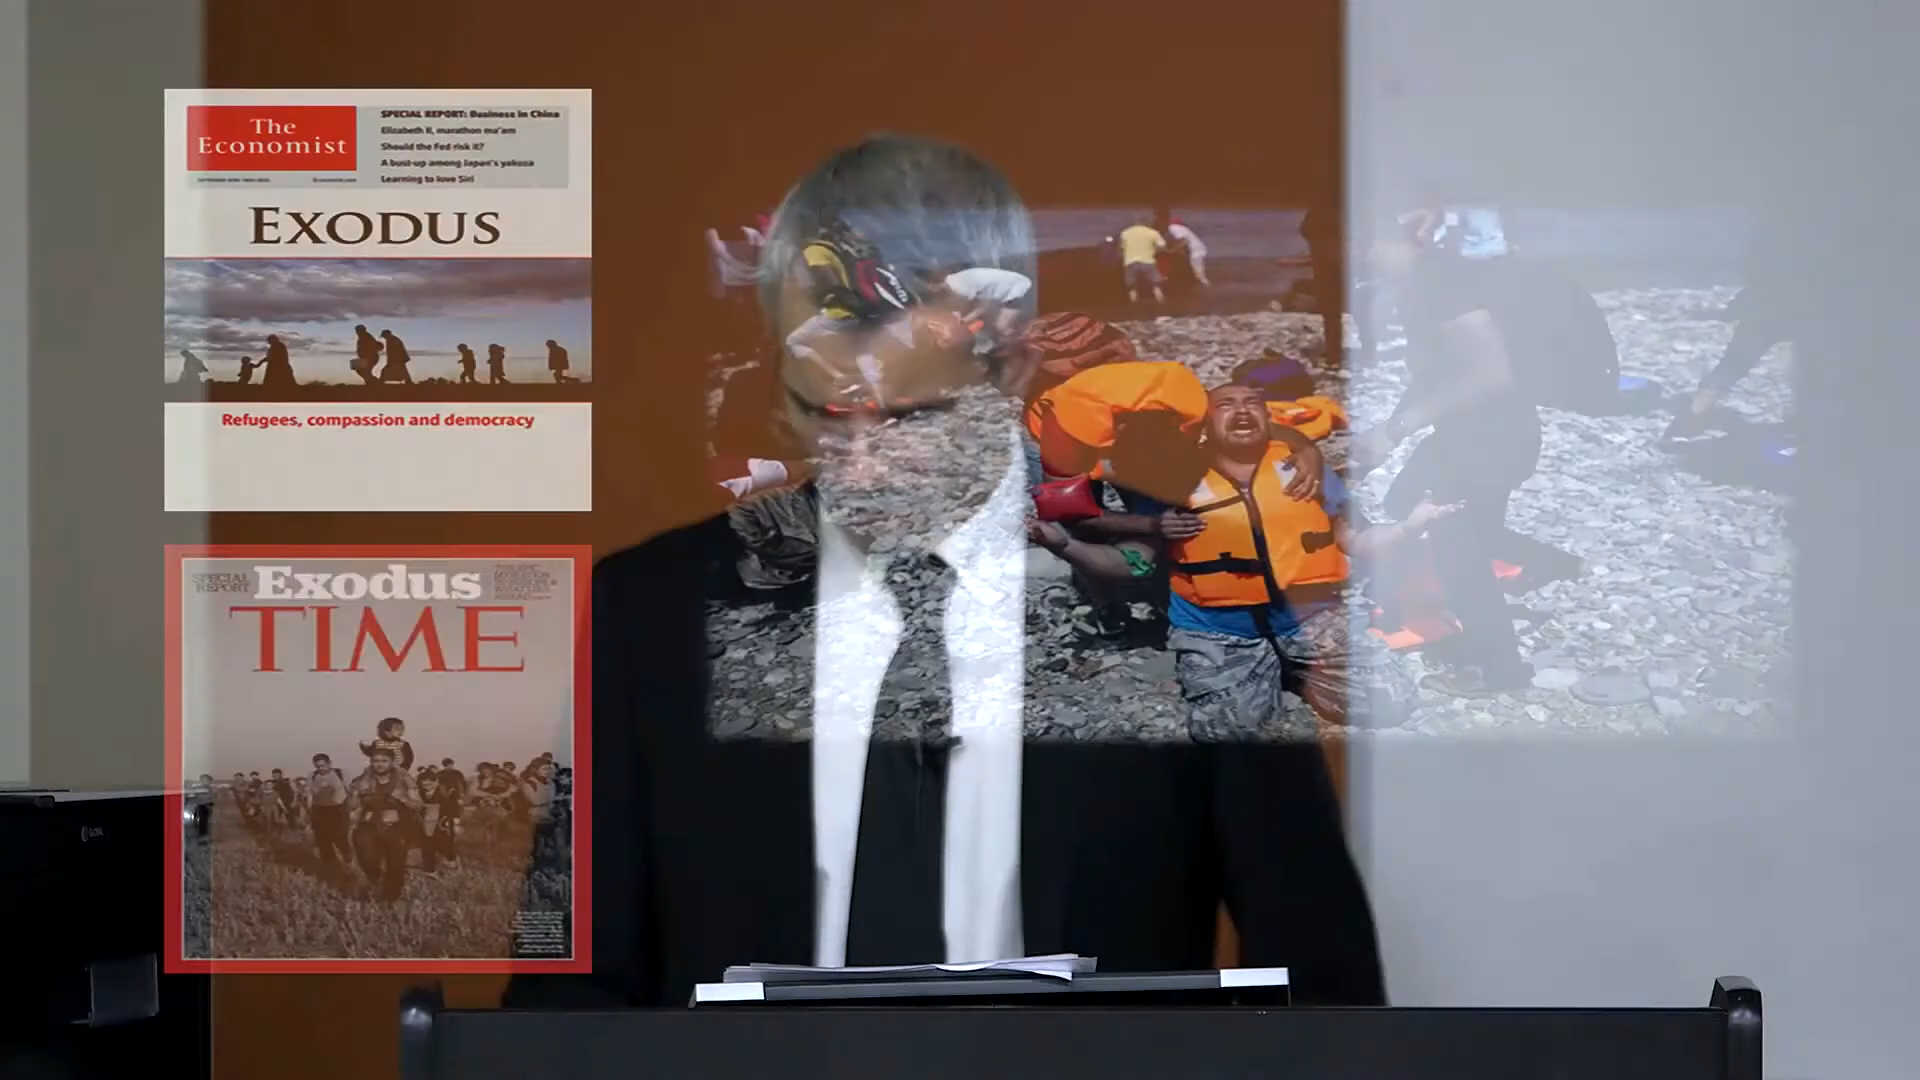 The
Economist
SPECIAL REPORT: Business in China
Elizabeth II, marathon ma'am
Should the Fed risk it?
A bust-up among Japan's yakuza
Learning to love Siri
EXODUS
Refugees, compassion and democracy
SPECIAL
REPORT
Exodus
TIME